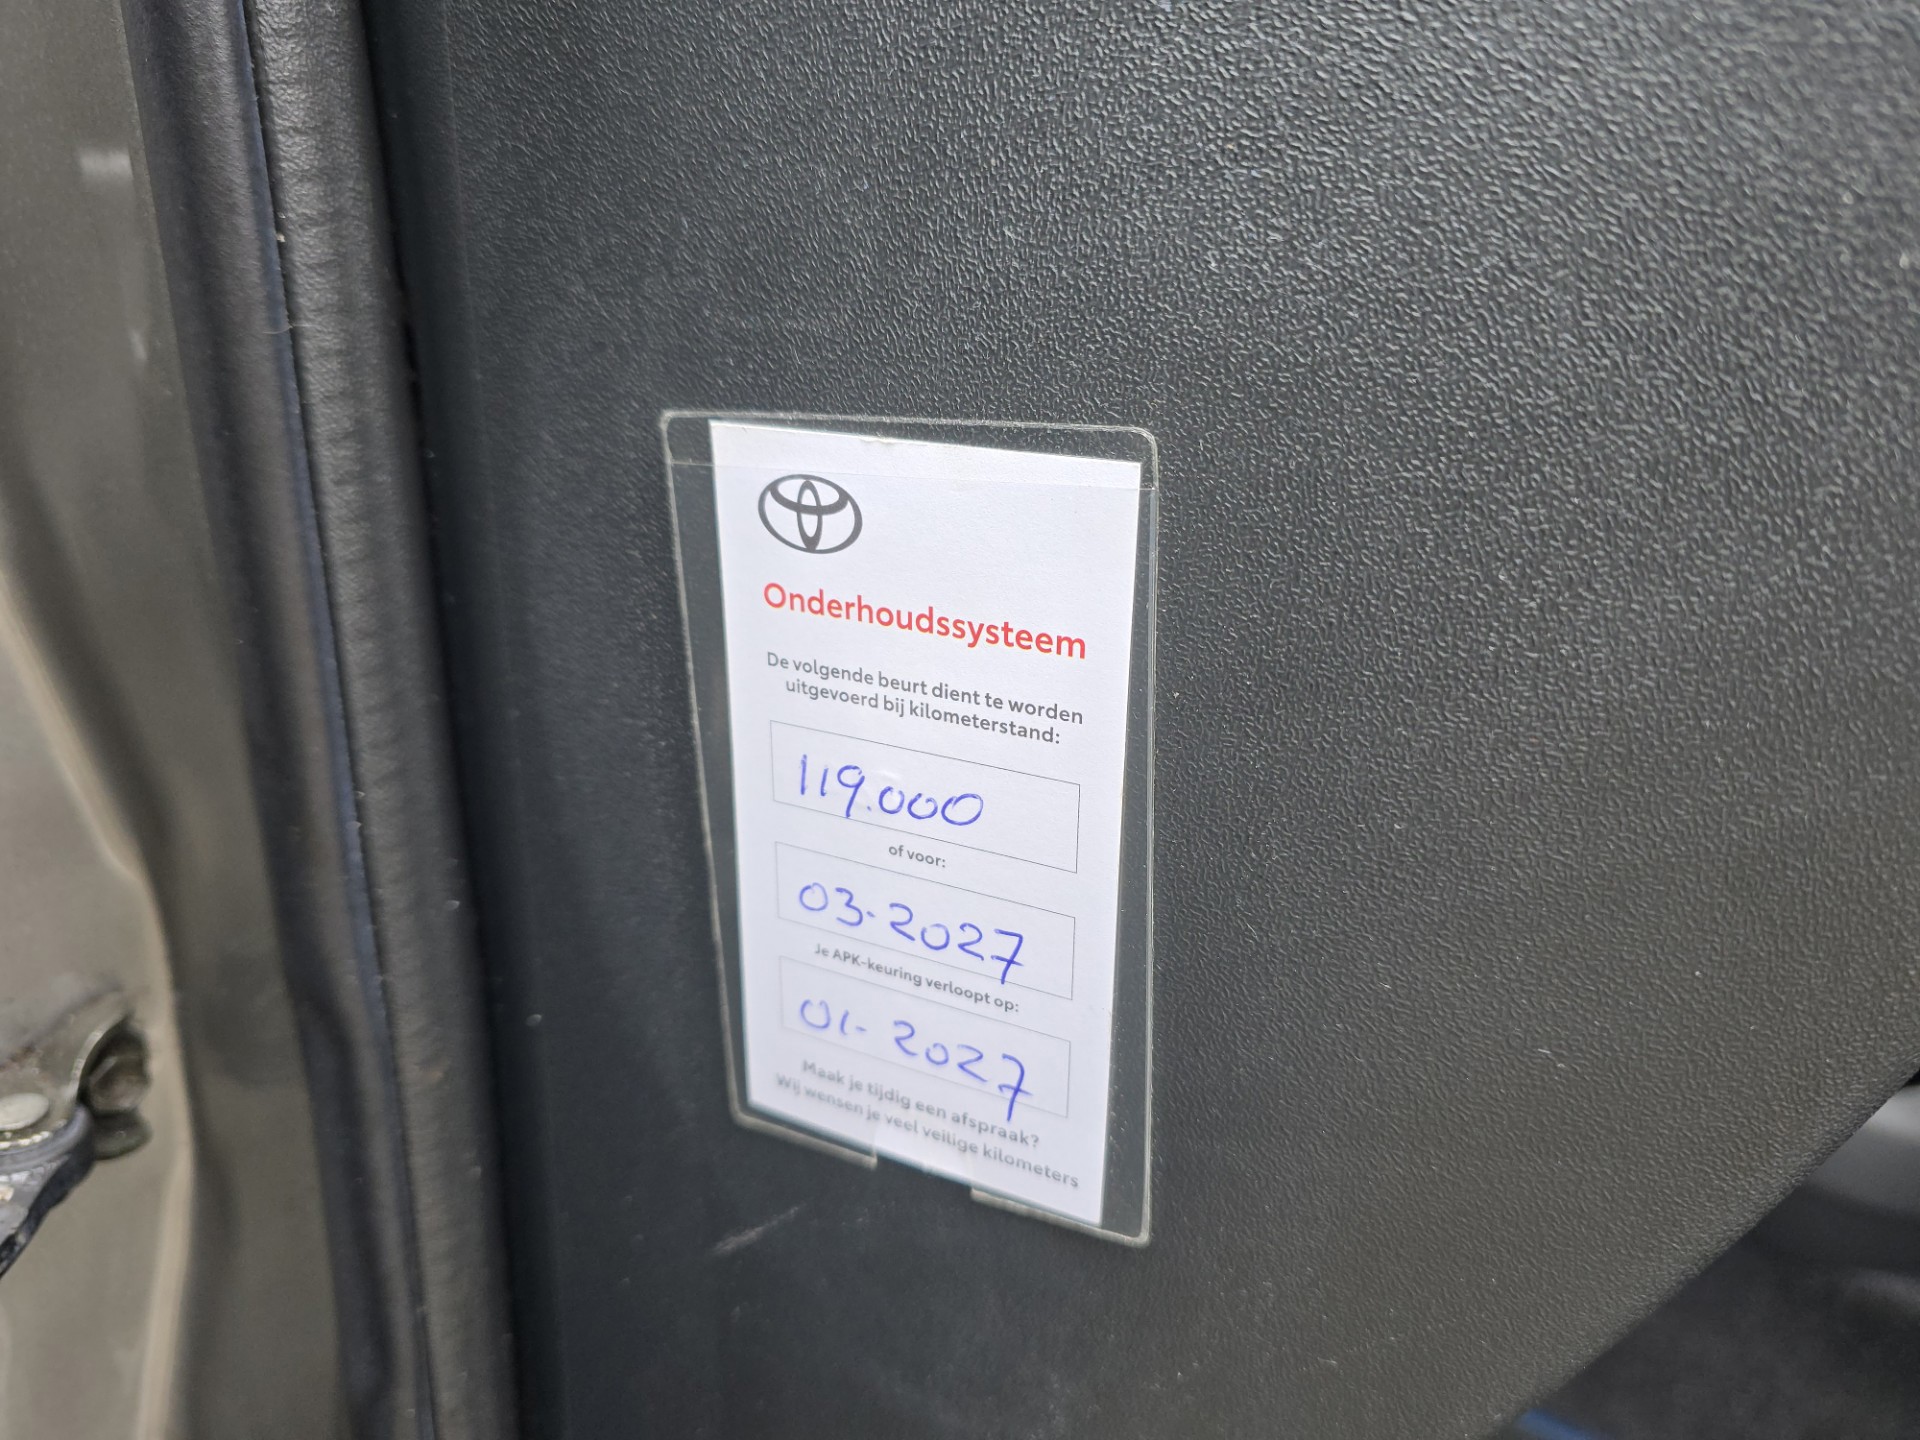 Onderhoudssysteem
De volgende beurt dient te worden
uitgevoerd bij kilometerstand:
119.000
of voor:
03-2027
Je APK-keuring verloopt op:
01-2027
Maak je tijdig een afspraak?
Wij wensen je veel veilige kilometers